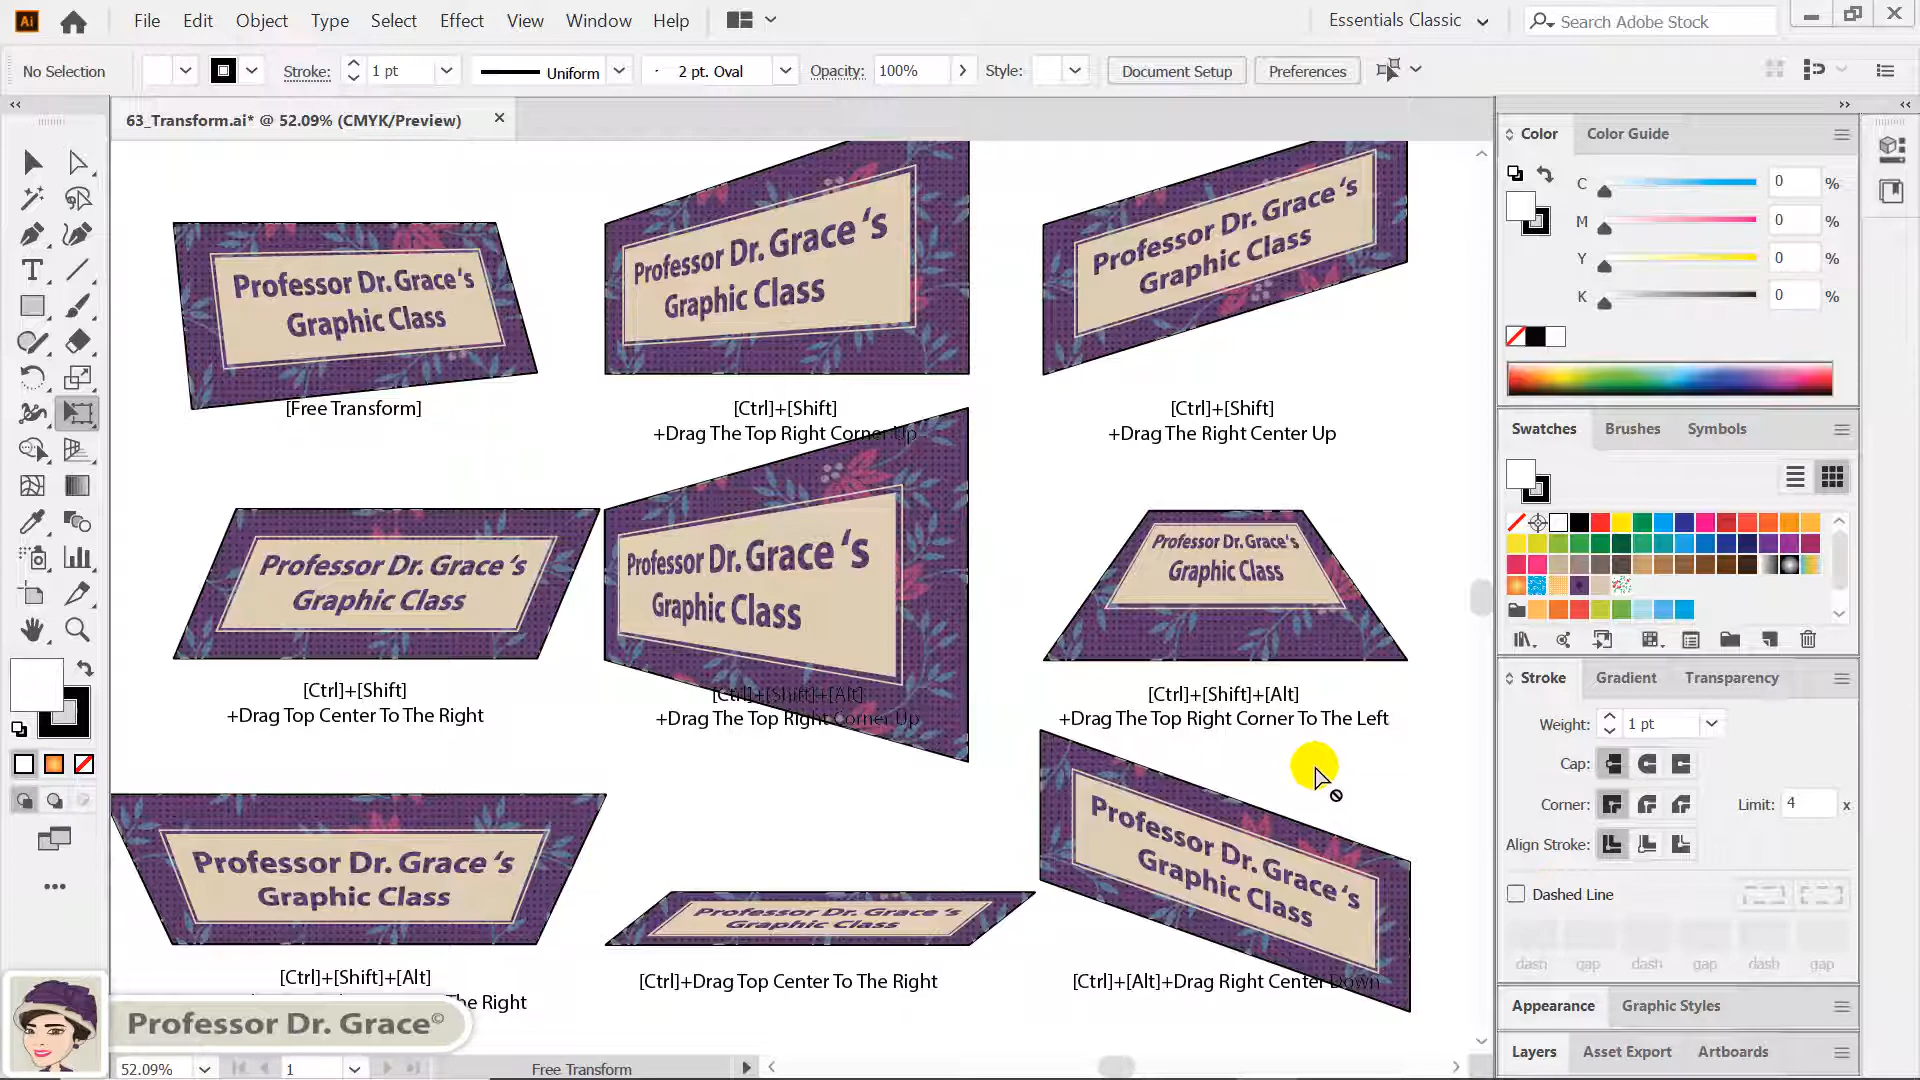 File Edit Object Type Select Effect View Window Help
Essentials Classic
Search Adobe Stock
No Selection
Stroke:
1 pt
Uniform
2 pt. Oval
Opacity:
100%
Style:
Document Setup
Preferences
63_Transform.ai* @ 52.09% (CMYK/Preview)
Professor Dr. Grace's
Graphic Class
[Free Transform]
Professor Dr. Grace 's
Graphic Class
[Ctrl]+[Shift]
+Drag The Top Right Corner Up
Professor Dr. Grace 's
Graphic Class
[Ctrl]+[Shift]
+Drag The Right Center Up
Professor Dr. Grace 's
Graphic Class
[Ctrl]+[Shift]
+Drag Top Center To The Right
Professor Dr. Grace 's
Graphic Class
[Ctrl]+[Shift]+[Alt]
+Drag The Top Right Corner Up
Professor Dr. Grace's
Graphic Class
[Ctrl]+[Shift]+[Alt]
+Drag The Top Right Corner To The Left
Professor Dr. Grace 's
Graphic Class
[Ctrl]+[Shift]+[Alt]
he Right
Professor Dr. Grace 's
Graphic Class
[Ctrl]+Drag Top Center To The Right
Professor Dr. Grace 's
Graphic Class
[Ctrl]+[Alt]+Drag Right Center Down
Professor Dr. Grace©
52.09%
1
Free Transform
Color
Color Guide
C 0 %
M 0 %
Y 0 %
K 0 %
Swatches
Brushes
Symbols
Stroke
Gradient
Transparency
Weight:
1 pt
Cap:
Corner:
Limit:
4
x
Align Stroke:
Dashed Line
dash gap dash gap dash gap
Appearance
Graphic Styles
Layers
Asset Export
Artboards